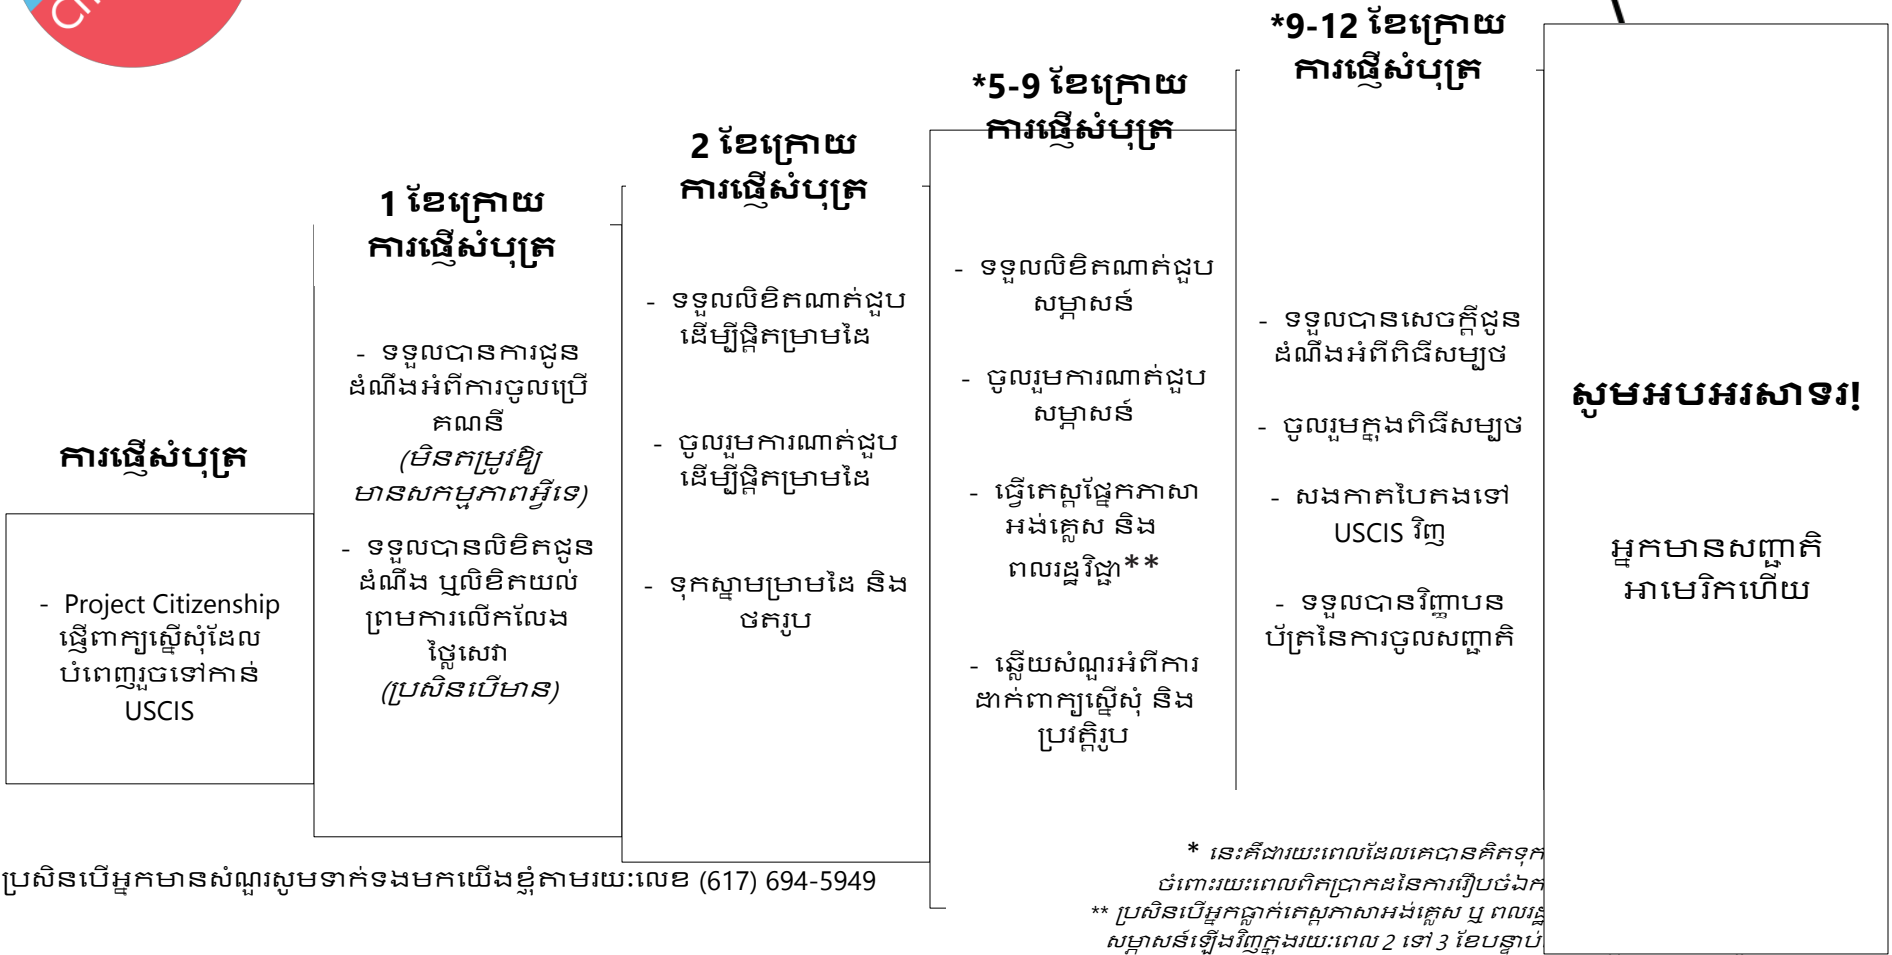 ការផ្ញើសំបុត្រ
- Project Citizenship
ផ្ញើពាក្យស្នើសុំដែល
បំពេញរួចទៅកាន់
USCIS
1 ខែក្រោយ
ការផ្ញើសំបុត្រ
- ទទួលបានការជូន
ដំណឹងអំពីការចូលប្រើ
គណនី
(មិនតម្រូវឱ្យ
មានសកម្មភាពអ្វីទេ)
- ទទួលបានលិខិតជូន
ដំណឹង ឬលិខិតយល់
ព្រមការលើកលែង
ថ្លៃសេវា
(ប្រសិនបើមាន)
2 ខែក្រោយ
ការផ្ញើសំបុត្រ
- ទទួលលិខិតណាត់ជួប
ដើម្បីផ្តិតម្រាមដៃ
- ចូលរួមការណាត់ជួប
ដើម្បីផ្តិតម្រាមដៃ
- ទុកស្នាមម្រាមដៃ និង
ថតរូប
*5-9 ខែក្រោយ
ការផ្ញើសំបុត្រ
- ទទួលលិខិតណាត់ជួប
សម្ភាសន៍
- ចូលរួមការណាត់ជួប
សម្ភាសន៍
- ធ្វើតេស្តផ្នែកភាសា
អង់គ្លេស និង
ពលរដ្ឋវិជ្ជា**
- ឆ្លើយសំណួរអំពីការ
ដាក់ពាក្យស្នើសុំ និង
ប្រវត្តិរូប
*9-12 ខែក្រោយ
ការផ្ញើសំបុត្រ
- ទទួលបានសេចក្តីជូន
ដំណឹងអំពីពិធីសម្បថ
- ចូលរួមក្នុងពិធីសម្បថ
- សងកាតបៃតងទៅ
USCIS វិញ
- ទទួលបានវិញ្ញាបន
ប័ត្រនៃការចូលសញ្ជាតិ
សូមអបអរសាទរ!
អ្នកមានសញ្ជាតិ
អាមេរិកហើយ
ប្រសិនបើអ្នកមានសំណួរសូមទាក់ទងមកយើងខ្ញុំតាមរយៈលេខ (617) 694-5949
* នេះគឺជារយៈពេលដែលគេបានគិតទុក
ចំពោះរយៈពេលពិតប្រាកដនៃការរៀបចំឯក
** ប្រសិនបើអ្នកធ្លាក់តេស្តភាសាអង់គ្លេស ឬ ពលរដ្ឋ
សម្ភាសន៍ឡើងវិញក្នុងរយៈពេល 2 ទៅ 3 ខែបន្ទាប់